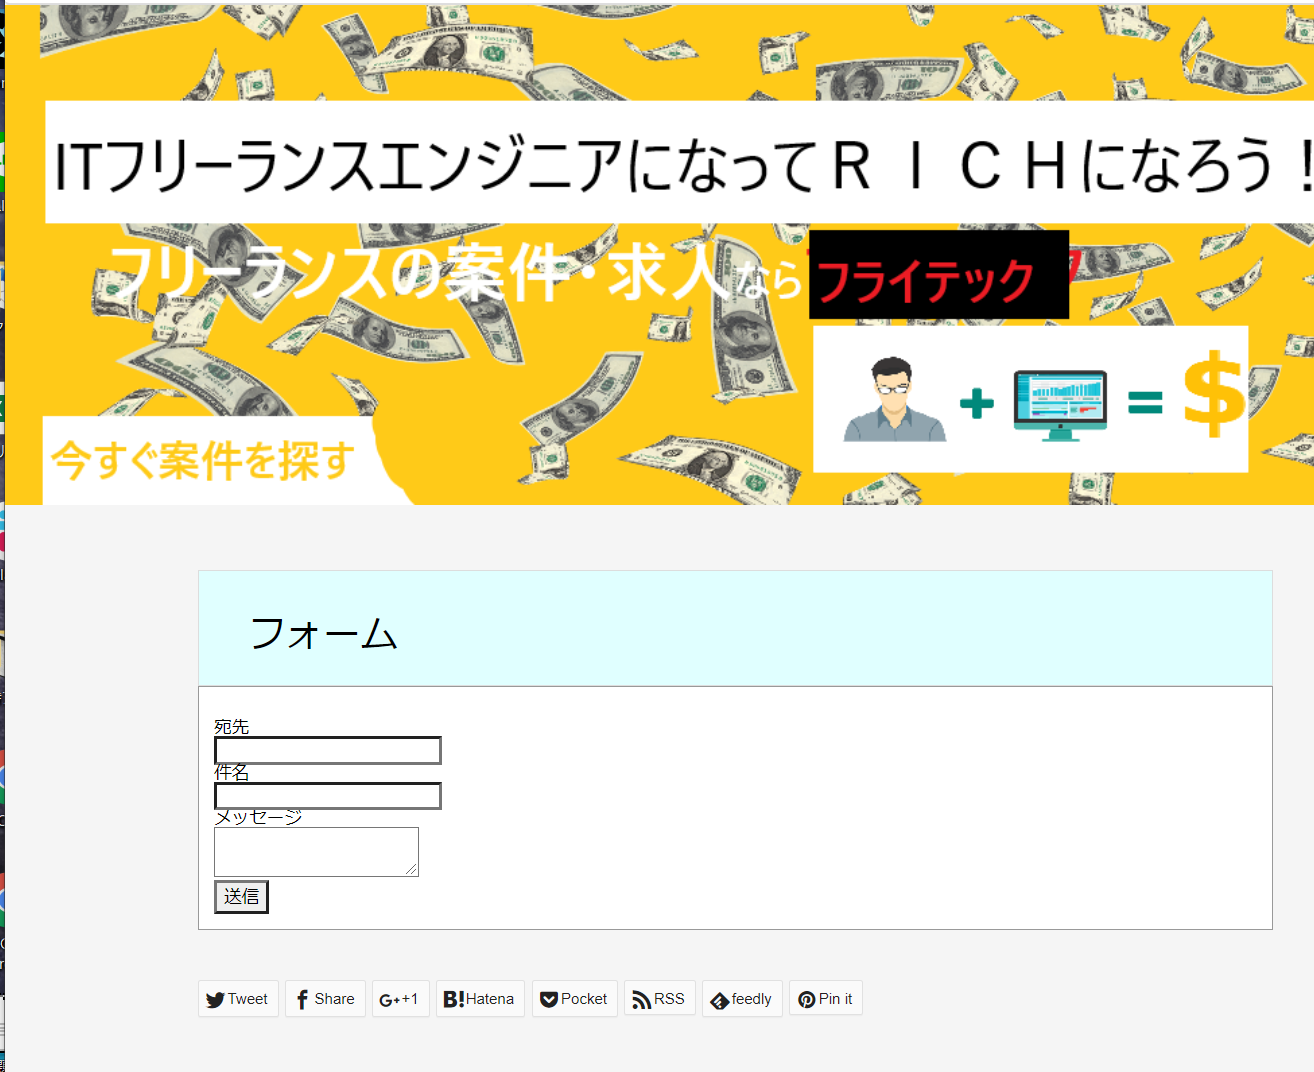 ITフリーランスエンジニアになってＲＩＣＨになろう！
フリーランスの案件・求人ならフライテック
今すぐ案件を探す
フォーム
宛先
件名
メッセージ
送信
Tweet Share G+ +1 B! Hatena Pocket RSS feedly Pin it